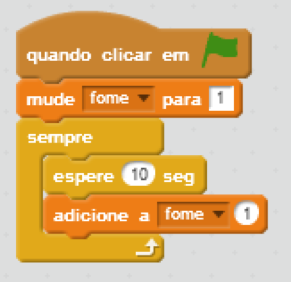 quando clicar em
mude fome para 1
sempre
espere 10 seg
adicione a fome 1